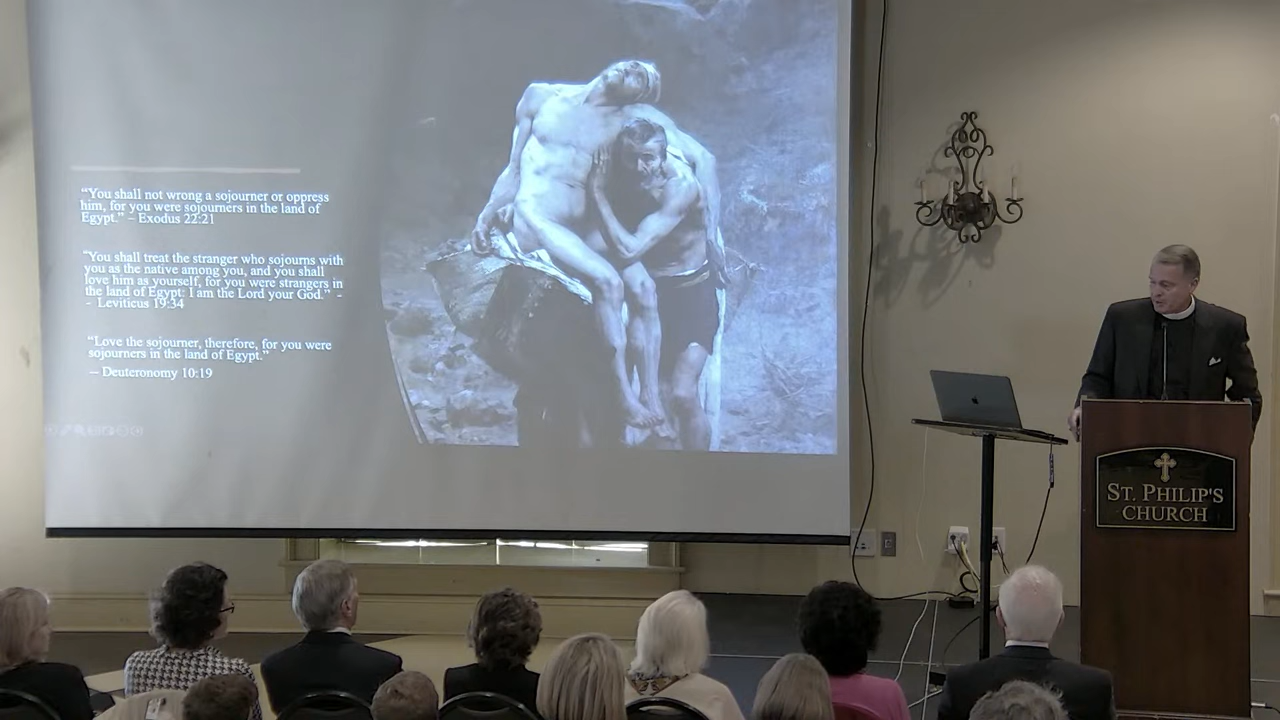 “You shall not wrong a sojourner or oppress
him, for you were sojourners in the land of
Egypt.” – Exodus 22:21
“You shall treat the stranger who sojourns with
you as the native among you, and you shall
love him as yourself, for you were strangers in
the land of Egypt: I am the Lord your God.” -
- Leviticus 19:34
“Love the sojourner, therefore, for you were
sojourners in the land of Egypt.”
– Deuteronomy 10:19
ST. PHILIP'S
CHURCH